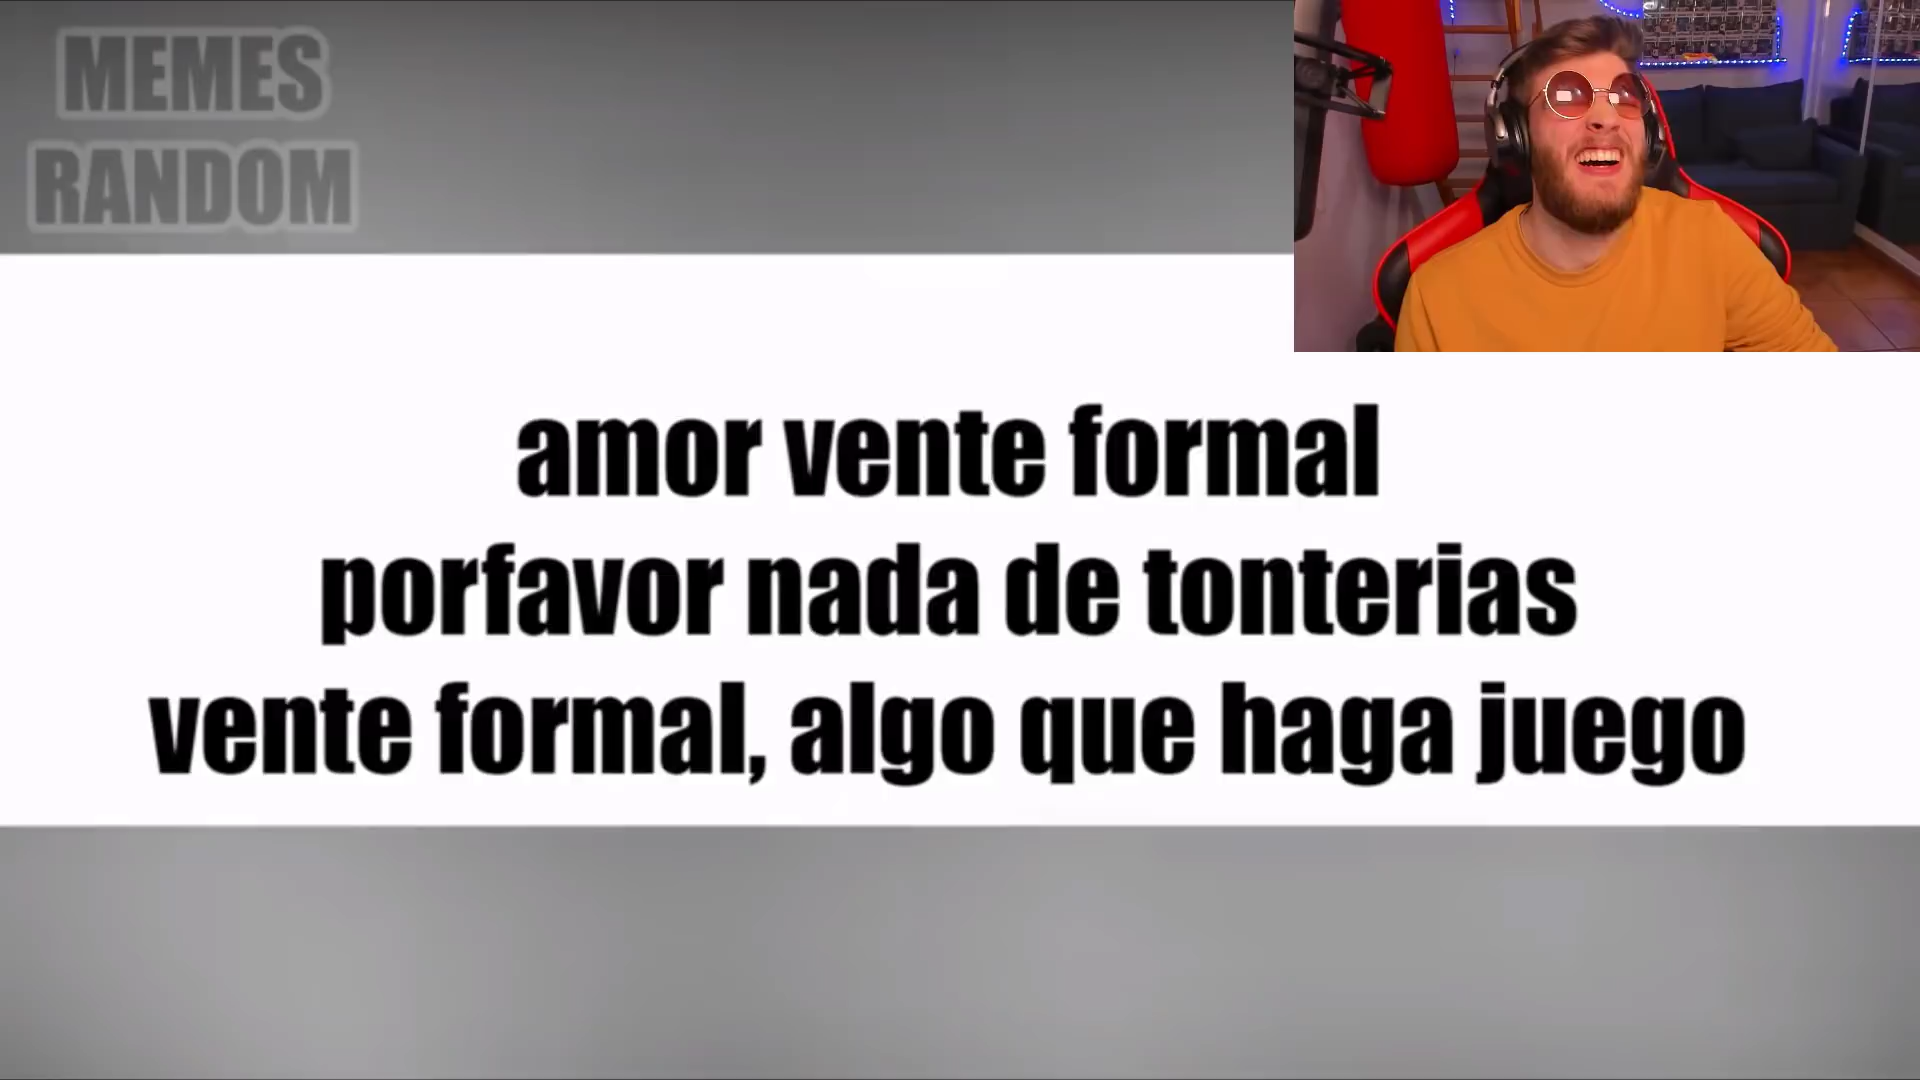 MEMES
RANDOM
amor vente formal
porfavor nada de tonterias
vente formal, algo que haga juego